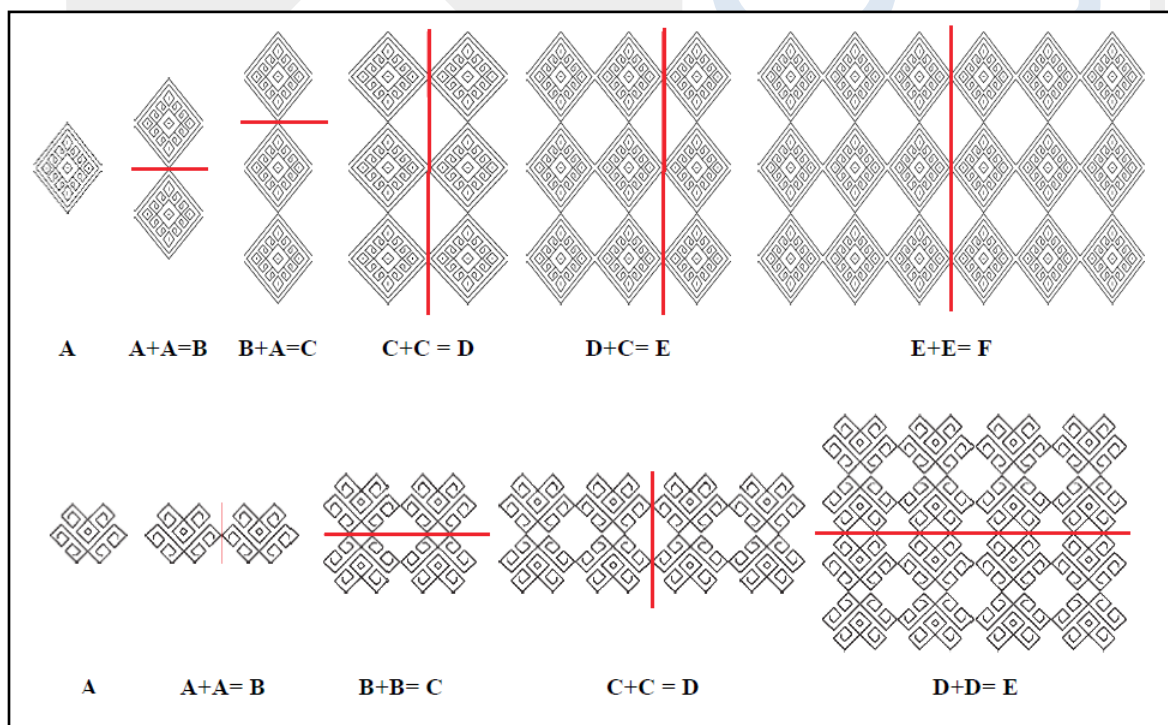 A A+A=B B+A=C C+C = D D+C= E E+E= F
A A+A= B B+B= C C+C = D D+D= E